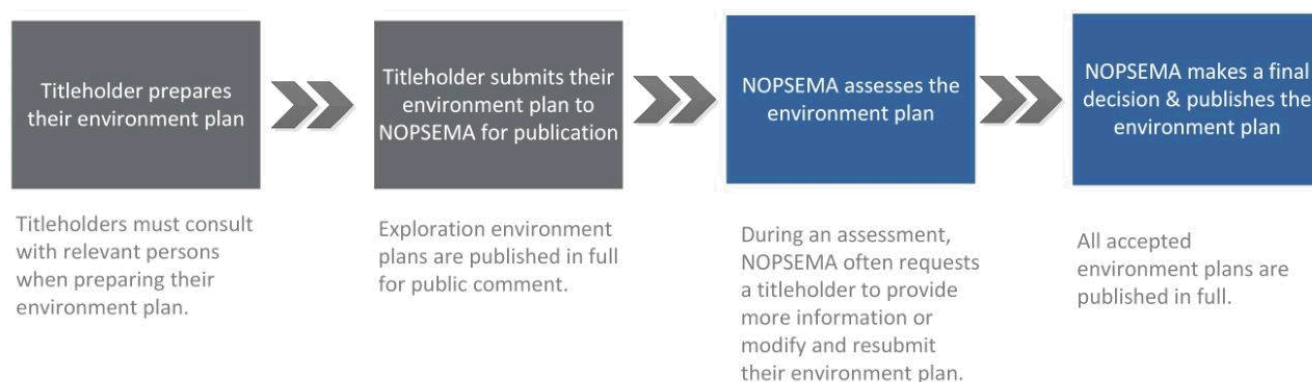 Titleholder prepares
their environment plan
Titleholder submits their
environment plan to
NOPSEMA for publication
NOPSEMA assesses the
environment plan
NOPSEMA makes a final
decision & publishes the
environment plan
Titleholders must consult
with relevant persons
when preparing their
environment plan.
Exploration environment
plans are published in full
for public comment.
During an assessment,
NOPSEMA often requests
a titleholder to provide
more information or
modify and resubmit
their environment plan.
All accepted
environment plans are
published in full.